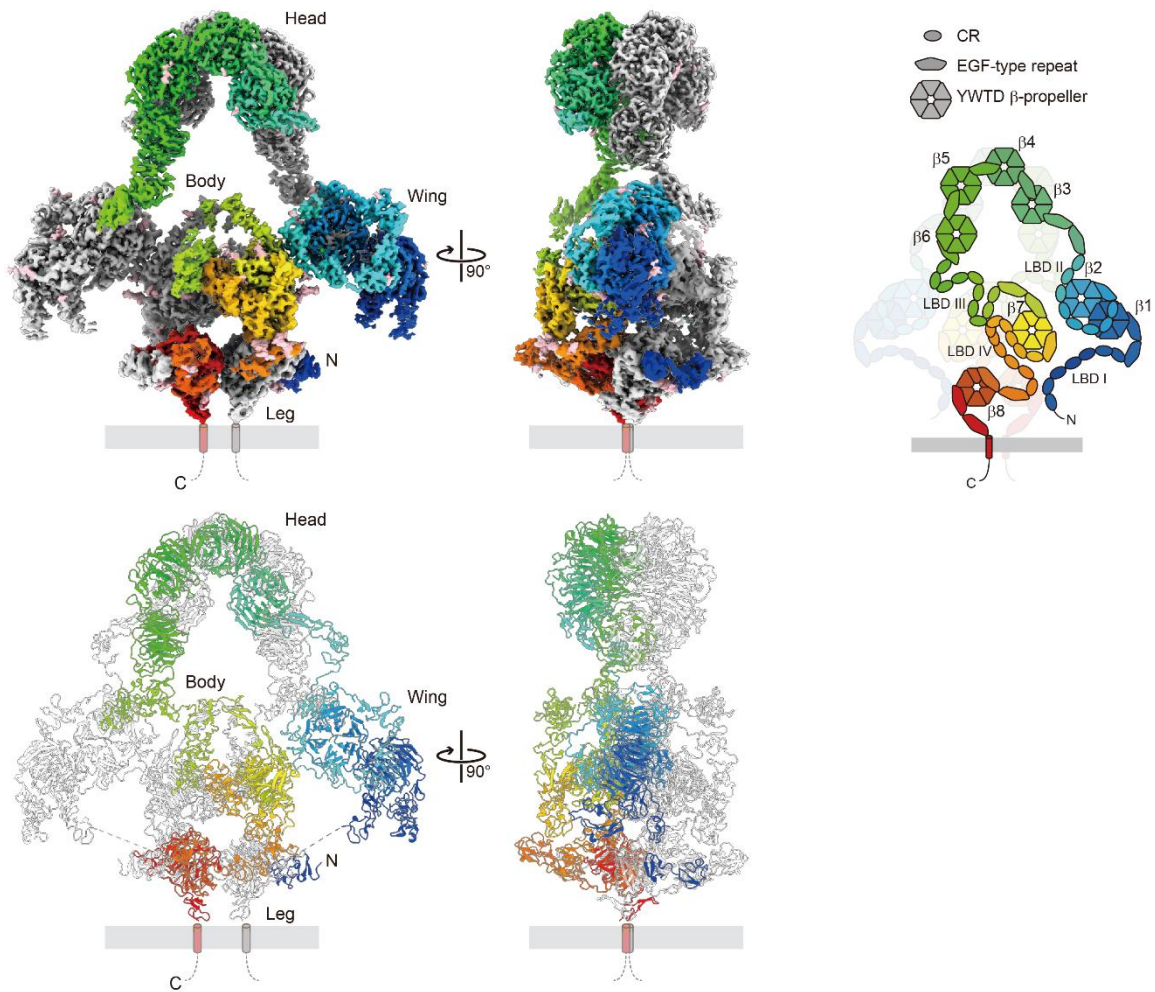 Head
Body
Wing
90°
N
Leg
C
CR
EGF-type repeat
YWTD β-propeller
β4
β5
β3
β6
LBD II
β2
LBD III
β7
β1
LBD IV
LBD I
β8
N
C
Head
Body
Wing
90°
N
Leg
C